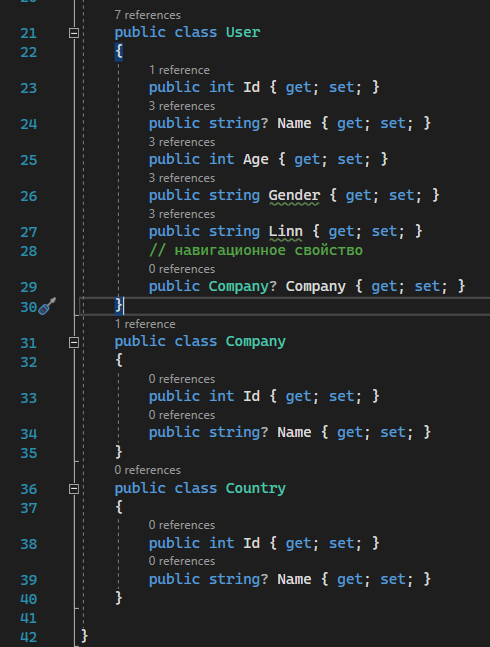 7 references
21 public class User
22 {
1 reference
23 public int Id { get; set; }
3 references
24 public string? Name { get; set; }
3 references
25 public int Age { get; set; }
3 references
26 public string Gender { get; set; }
3 references
27 public string Linn { get; set; }
28 // навигационное свойство
0 references
29 public Company? Company { get; set; }
30 }
1 reference
31 public class Company
32 {
0 references
33 public int Id { get; set; }
0 references
34 public string? Name { get; set; }
35 }
0 references
36 public class Country
37 {
0 references
38 public int Id { get; set; }
0 references
39 public string? Name { get; set; }
40 }
41
42 }